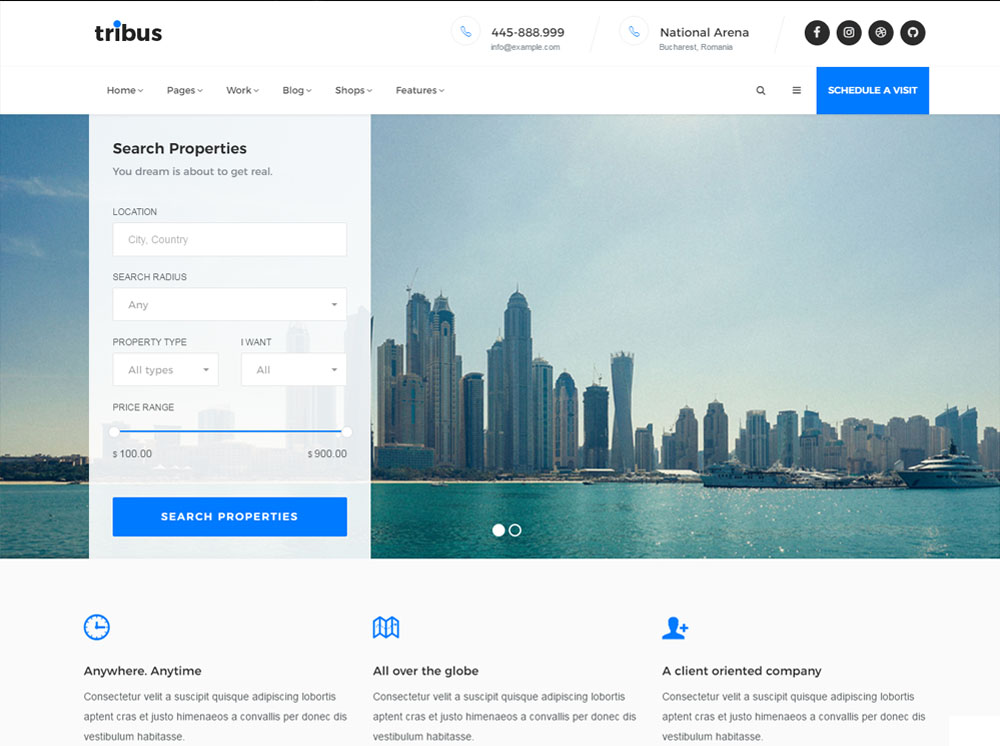 tribus
445-888.999
info@example.com
National Arena
Bucharest, Romania
Home
Pages
Work
Blog
Shops
Features
SCHEDULE A VISIT
Search Properties
You dream is about to get real.
LOCATION
City, Country
SEARCH RADIUS
Any
PROPERTY TYPE
I WANT
All types
All
PRICE RANGE
$ 100.00
$ 900.00
SEARCH PROPERTIES
Anywhere. Anytime
Consectetur velit a suscipit quisque adipiscing lobortis
aptent cras et justo himenaeos a convallis per donec dis
vestibulum habitasse.
All over the globe
Consectetur velit a suscipit quisque adipiscing lobortis
aptent cras et justo himenaeos a convallis per donec dis
vestibulum habitasse.
A client oriented company
Consectetur velit a suscipit quisque adipiscing lobortis
aptent cras et justo himenaeos a convallis per donec dis
vestibulum habitasse.